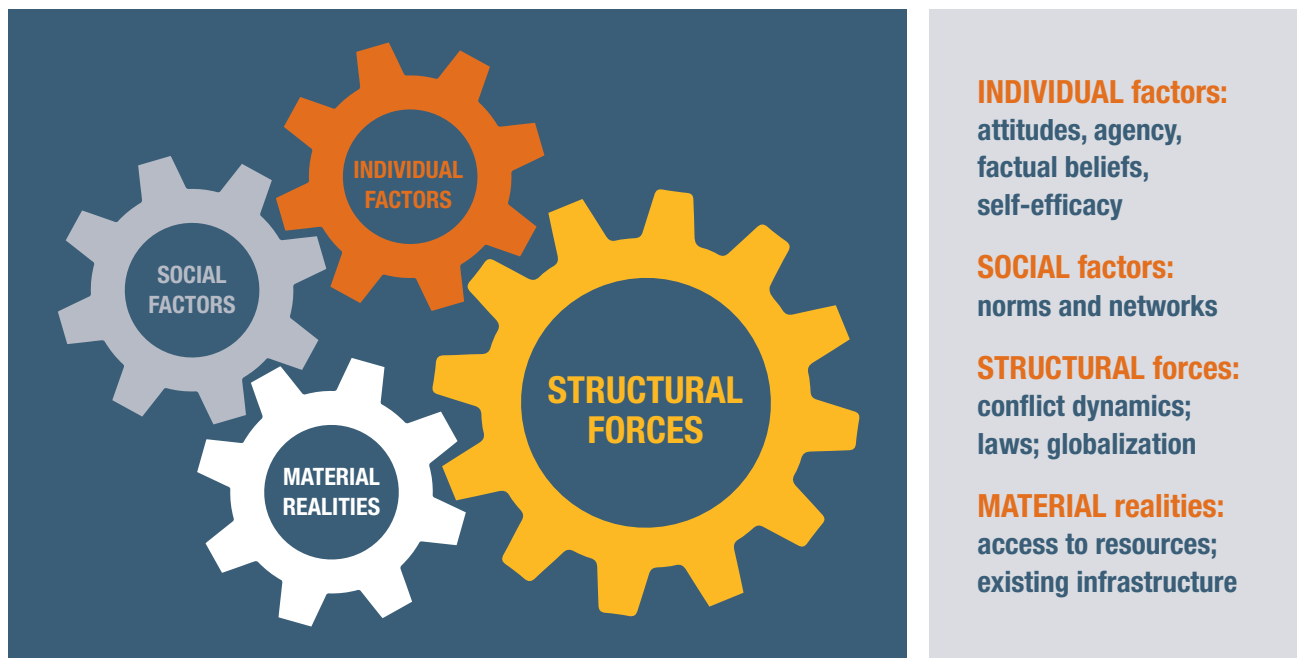 INDIVIDUAL
FACTORS
SOCIAL
FACTORS
STRUCTURAL
FORCES
MATERIAL
REALITIES
INDIVIDUAL factors:
attitudes, agency,
factual beliefs,
self-efficacy
SOCIAL factors:
norms and networks
STRUCTURAL forces:
conflict dynamics;
laws; globalization
MATERIAL realities:
access to resources;
existing infrastructure